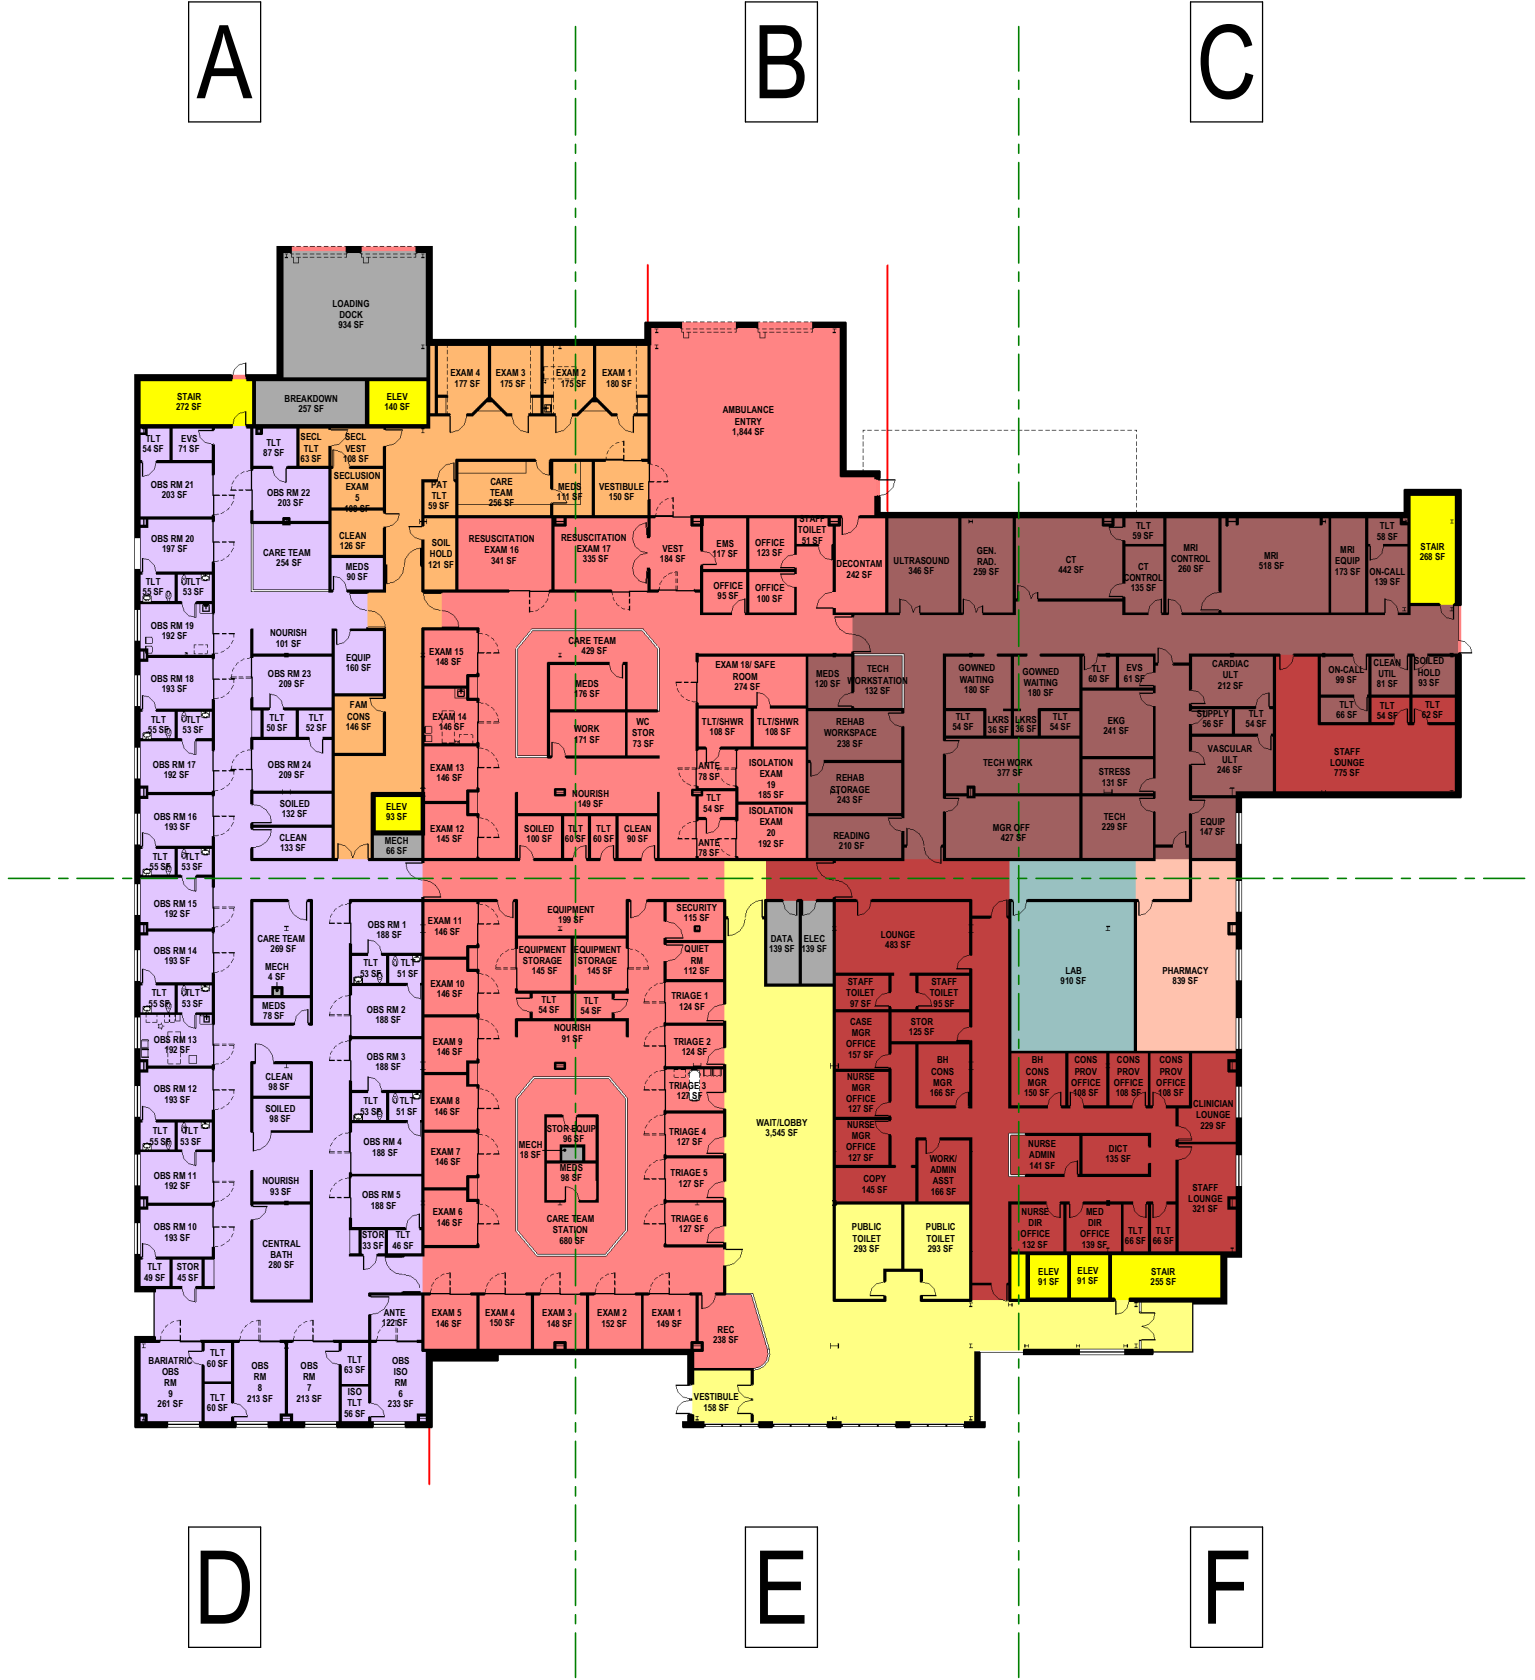 A
B
C
LOADING
DOCK
934 SF
STAIR
272 SF
BREAKDOWN
257 SF
ELEV
140 SF
EXAM 4
177 SF
EXAM 3
175 SF
EXAM 2
175 SF
EXAM 1
180 SF
AMBULANCE
ENTRY
1,844 SF
TLT
54 SF
EVS
71 SF
TLT
87 SF
SECL
TLT
63 SF
SECL
VEST
108 SF
OBS RM 21
203 SF
OBS RM 22
203 SF
SECLUSION
EXAM
5
108 SF
PAT
TLT
59 SF
CARE
TEAM
256 SF
MEDS
111 SF
VESTIBULE
150 SF
OBS RM 20
197 SF
CARE TEAM
254 SF
CLEAN
126 SF
MEDS
90 SF
SOIL
HOLD
121 SF
RESUSCITATION
EXAM 16
341 SF
RESUSCITATION
EXAM 17
335 SF
VEST
184 SF
EMS
117 SF
OFFICE
123 SF
STAFF
TOILET
51 SF
OFFICE
95 SF
OFFICE
100 SF
DECONTAM
242 SF
ULTRASOUND
346 SF
GEN.
RAD.
259 SF
CT
442 SF
TLT
59 SF
CT
CONTROL
135 SF
MRI
CONTROL
260 SF
MRI
518 SF
MRI
EQUIP
173 SF
TLT
58 SF
ON-CALL
139 SF
STAIR
268 SF
TLT
55 SF
TLT
53 SF
OBS RM 19
192 SF
NOURISH
101 SF
EQUIP
160 SF
OBS RM 18
193 SF
OBS RM 23
209 SF
TLT
55 SF
TLT
53 SF
TLT
50 SF
TLT
52 SF
FAM
CONS
146 SF
EXAM 15
148 SF
EXAM 14
146 SF
CARE TEAM
429 SF
MEDS
176 SF
WORK
171 SF
WC
STOR
73 SF
EXAM 18/ SAFE
ROOM
274 SF
MEDS
120 SF
TECH
WORKSTATION
132 SF
TLT/SHWR
108 SF
TLT/SHWR
108 SF
REHAB
WORKSPACE
238 SF
GOWNED
WAITING
180 SF
GOWNED
WAITING
180 SF
TLT
54 SF
LKRS
36 SF
LKRS
36 SF
TLT
54 SF
TLT
60 SF
EVS
61 SF
EKG
241 SF
CARDIAC
ULT
212 SF
SUPPLY
56 SF
TLT
54 SF
ON-CALL
99 SF
CLEAN
UTIL
81 SF
SOILED
HOLD
93 SF
TLT
66 SF
TLT
54 SF
TLT
62 SF
STAFF
LOUNGE
775 SF
OBS RM 17
192 SF
OBS RM 24
209 SF
EXAM 13
146 SF
NOURISH
149 SF
ANTE
78 SF
ISOLATION
EXAM
19
185 SF
REHAB
STORAGE
243 SF
TECH WORK
377 SF
STRESS
131 SF
VASCULAR
ULT
246 SF
OBS RM 16
193 SF
SOILED
132 SF
CLEAN
133 SF
ELEV
93 SF
MECH
66 SF
EXAM 12
145 SF
SOILED
100 SF
TLT
60 SF
TLT
60 SF
CLEAN
90 SF
TLT
54 SF
ANTE
78 SF
ISOLATION
EXAM
20
192 SF
READING
210 SF
MGR OFF
427 SF
TECH
229 SF
EQUIP
147 SF
TLT
55 SF
TLT
53 SF
OBS RM 15
192 SF
OBS RM 14
193 SF
CARE TEAM
269 SF
MECH
4 SF
MEDS
78 SF
OBS RM 1
188 SF
TLT
53 SF
TLT
51 SF
OBS RM 2
188 SF
EXAM 11
146 SF
EXAM 10
146 SF
EQUIPMENT
199 SF
EQUIPMENT
STORAGE
145 SF
EQUIPMENT
STORAGE
145 SF
TLT
54 SF
TLT
54 SF
NOURISH
91 SF
SECURITY
115 SF
QUIET
RM
112 SF
TRIAGE 1
124 SF
TRIAGE 2
124 SF
DATA
139 SF
ELEC
139 SF
LOUNGE
483 SF
STAFF
TOILET
97 SF
STAFF
TOILET
95 SF
CASE
MGR
OFFICE
157 SF
STOR
125 SF
LAB
910 SF
PHARMACY
839 SF
TLT
55 SF
TLT
53 SF
OBS RM 13
192 SF
OBS RM 12
193 SF
CLEAN
98 SF
SOILED
98 SF
OBS RM 3
188 SF
TLT
53 SF
TLT
51 SF
EXAM 9
146 SF
EXAM 8
146 SF
TRIAGE 3
127 SF
WAIT/LOBBY
3,545 SF
NURSE
MGR
OFFICE
127 SF
BH
CONS
MGR
166 SF
BH
CONS
MGR
150 SF
CONS
PROV
OFFICE
108 SF
CONS
PROV
OFFICE
108 SF
CONS
PROV
OFFICE
108 SF
CLINICIAN
LOUNGE
229 SF
TLT
55 SF
TLT
53 SF
OBS RM 11
192 SF
NOURISH
93 SF
OBS RM 4
188 SF
OBS RM 5
188 SF
EXAM 7
146 SF
STOR EQUIP
96 SF
MECH
18 SF
MEDS
98 SF
TRIAGE 4
127 SF
TRIAGE 5
127 SF
NURSE
MGR
OFFICE
127 SF
COPY
145 SF
WORK/
ADMIN
ASST
166 SF
NURSE
ADMIN
141 SF
DICT
135 SF
STAFF
LOUNGE
321 SF
OBS RM 10
193 SF
TLT
49 SF
STOR
45 SF
CENTRAL
BATH
280 SF
STOR
33 SF
TLT
46 SF
EXAM 6
146 SF
CARE TEAM
STATION
680 SF
TRIAGE 6
127 SF
PUBLIC
TOILET
293 SF
PUBLIC
TOILET
293 SF
NURSE
DIR
OFFICE
132 SF
MED
DIR
OFFICE
139 SF
TLT
66 SF
TLT
66 SF
ELEV
91 SF
ELEV
91 SF
STAIR
255 SF
ANTE
122 SF
EXAM 5
146 SF
EXAM 4
150 SF
EXAM 3
148 SF
EXAM 2
152 SF
EXAM 1
149 SF
REC
238 SF
BARIATRIC
OBS
RM
9
261 SF
TLT
60 SF
TLT
60 SF
OBS
RM
8
213 SF
OBS
RM
7
213 SF
TLT
63 SF
ISO
TLT
56 SF
OBS
ISO
RM
6
233 SF
VESTIBULE
158 SF
D
E
F